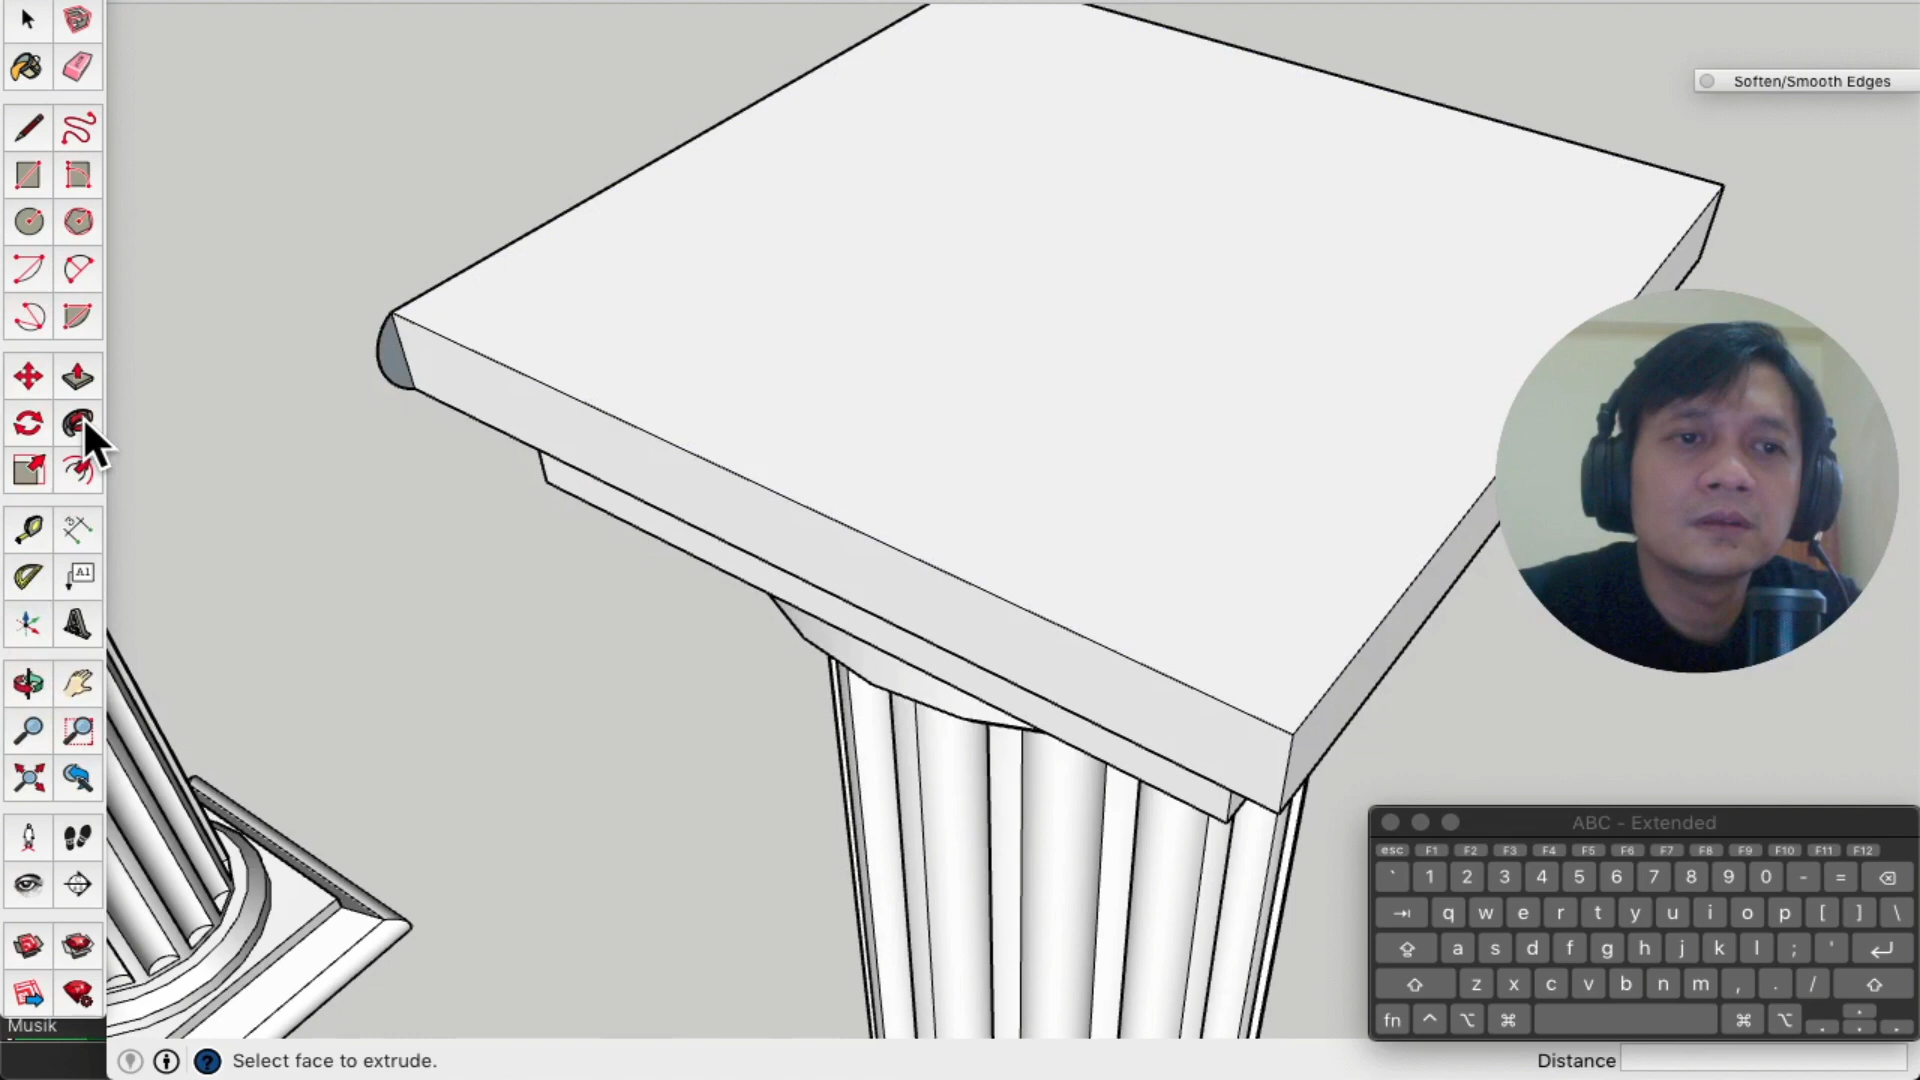 Soften/Smooth Edges
A1
Musik
Select face to extrude.
Distance
ABC - Extended
esc F1 F2 F3 F4 F5 F6 F7 F8 F9 F10 F11 F12
` 1 2 3 4 5 6 7 8 9 0 - =
q w e r t y u i o p [ ] \
a s d f g h j k l ; '
z x c v b n m , . /
fn ^ ⌥ ⌘ ⌘ ⌥